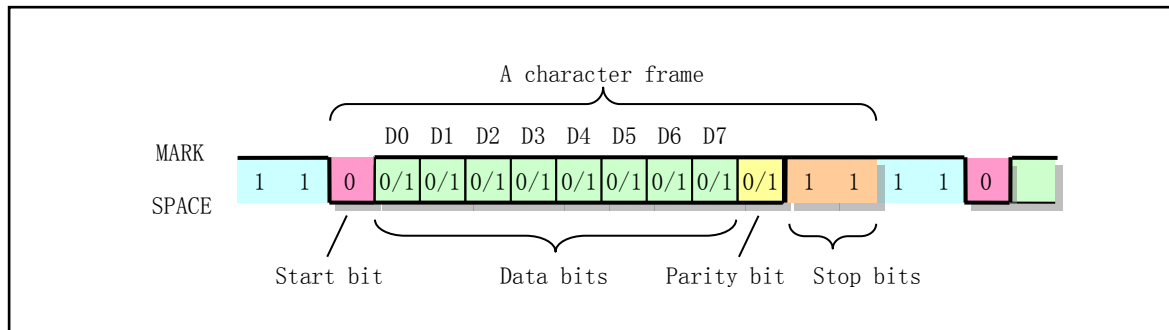 A character frame
D0 D1 D2 D3 D4 D5 D6 D7
MARK
1 1 0 0/1 0/1 0/1 0/1 0/1 0/1 0/1 0/1 0/1 1 1 1 1 0
SPACE
Start bit Data bits Parity bit Stop bits